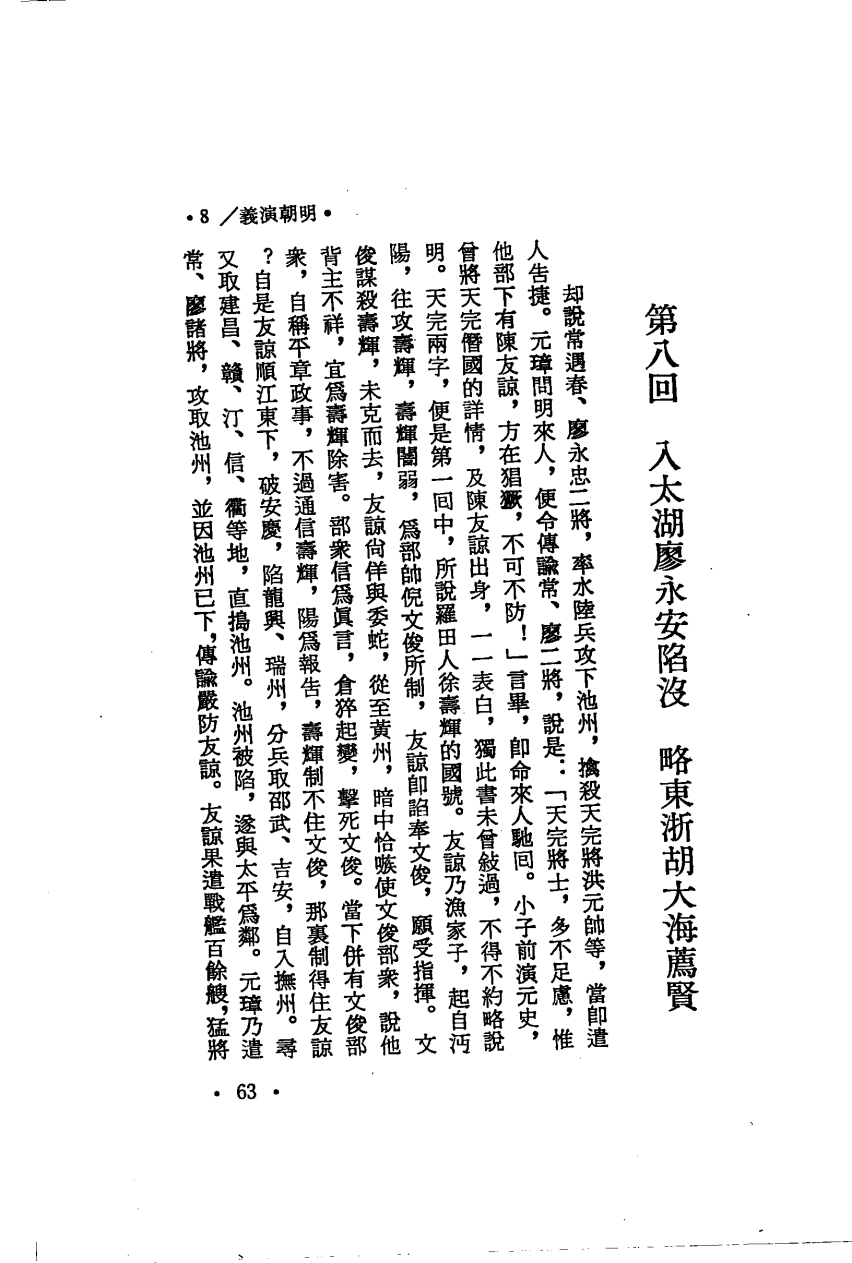 •8 /義演朝明•
第八回　入太湖廖永安陷沒　略東浙胡大海薦賢
却說常遇春、廖永忠二將，率水陸兵攻下池州，擒殺天完將洪元帥等，當卽遣
人告捷。元璋問明來人，便令傳諭常、廖二將，說是：「天完將士，多不足慮，惟
他部下有陳友諒，方在猖獗，不可不防！」言畢，卽命來人馳回。小子前演元史，
曾將天完僭國的詳情，及陳友諒出身，一一表白，獨此書未曾敍過，不得不約略說
明。天完兩字，便是第一回中，所說羅田人徐壽輝的國號。友諒乃漁家子，起自沔
陽，往攻壽輝，壽輝闇弱，爲部帥倪文俊所制，友諒卽諂奉文俊，願受指揮。文
俊謀殺壽輝，未克而去，友諒尙佯與委蛇，從至黃州，暗中恰嗾使文俊部衆，說他
背主不祥，宜爲壽輝除害。部衆信爲眞言，倉猝起變，擊死文俊。當下併有文俊部
衆，自稱平章政事，不過通信壽輝，陽爲報告，壽輝制不住文俊，那裏制得住友諒
？自是友諒順江東下，破安慶，陷龍興、瑞州，分兵取邵武、吉安，自入撫州。尋
又取建昌、贛、汀、信、衢等地，直搗池州。池州被陷，遂與太平爲鄰。元璋乃遣
常、廖諸將，攻取池州，並因池州已下，傳諭嚴防友諒。友諒果遣戰艦百餘艘，猛將
• 63 •